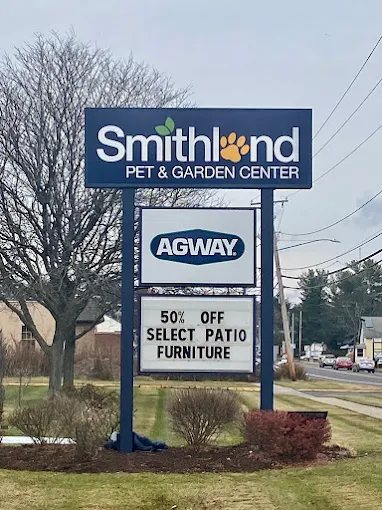 Smithland
PET & GARDEN CENTER
AGWAY®
50% OFF
SELECT PATIO
FURNITURE